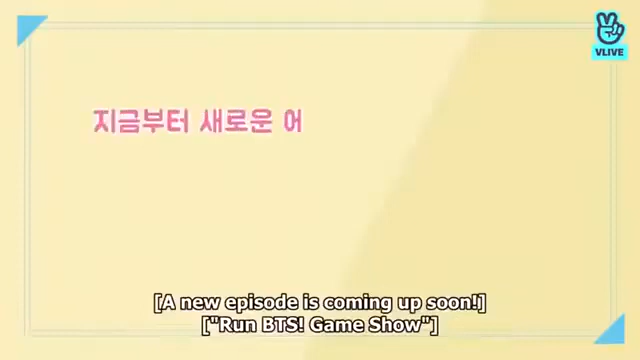 VLIVE
지금부터 새로운 어
[A new episode is coming up soon!]
["Run BTS! Game Show"]